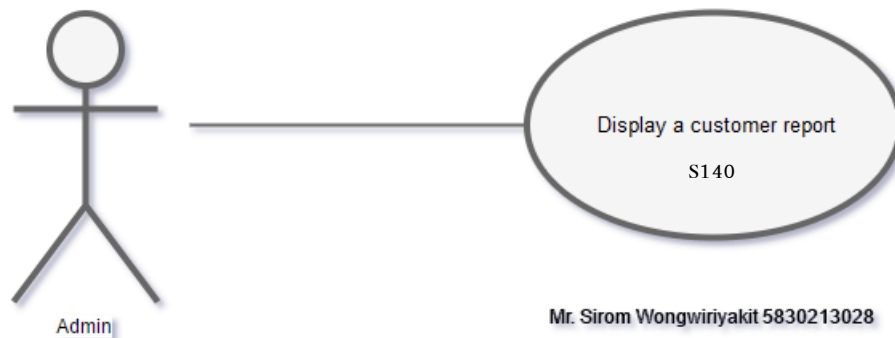 Display a customer report
S140
Admin
Mr. Sirom Wongwiriyakit 5830213028